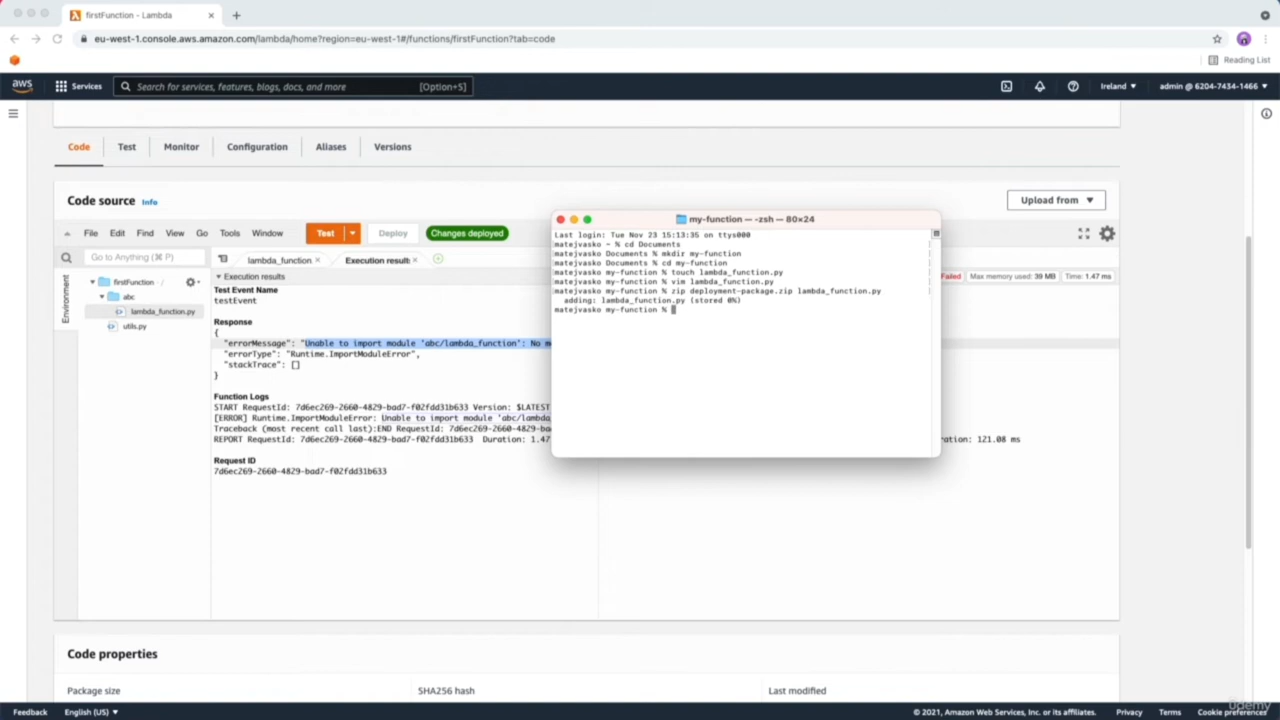 firstFunction - Lambda
eu-west-1.console.aws.amazon.com/lambda/home?region=eu-west-1#/functions/firstFunction?tab=code
Reading List
aws Services Search for services, features, blogs, docs, and more [Option+S] Ireland ▼ admin @ 6204-7434-1466 ▼
Code Test Monitor Configuration Aliases Versions
Code source Info
Upload from ▼
File Edit Find View Go Tools Window Test Deploy Changes deployed
Go to Anything (⌘ P)
lambda_function × Execution results ×
Environment
firstFunction /
abc
lambda_function.py
utils.py
Execution results
Failed Max memory used: 39 MB Time: 1.47 ms
Test Event Name
testEvent
Response
{
"errorMessage": "Unable to import module 'abc/lambda_function': No m
"errorType": "Runtime.ImportModuleError",
"stackTrace": []
}
Function Logs
START RequestId: 7d6ec269-2660-4829-bad7-f02fdd31b633 Version: $LATEST
[ERROR] Runtime.ImportModuleError: Unable to import module 'abc/lambda_
Traceback (most recent call last):END RequestId: 7d6ec269-2660-4829-ba
REPORT RequestId: 7d6ec269-2660-4829-bad7-f02fdd31b633 Duration: 1.47 ration: 121.08 ms
Request ID
7d6ec269-2660-4829-bad7-f02fdd31b633
my-function — -zsh — 80×24
Last login: Tue Nov 23 15:13:35 on ttys000
matejvasko ~ % cd Documents
matejvasko Documents % mkdir my-function
matejvasko Documents % cd my-function
matejvasko my-function % touch lambda_function.py
matejvasko my-function % vim lambda_function.py
matejvasko my-function % zip deployment-package.zip lambda_function.py
adding: lambda_function.py (stored 0%)
matejvasko my-function %
Code properties
Package size SHA256 hash Last modified
Feedback English (US) ▼ © 2021, Amazon Web Services, Inc. or its affiliates. Privacy Terms Cookie preferences
udemy